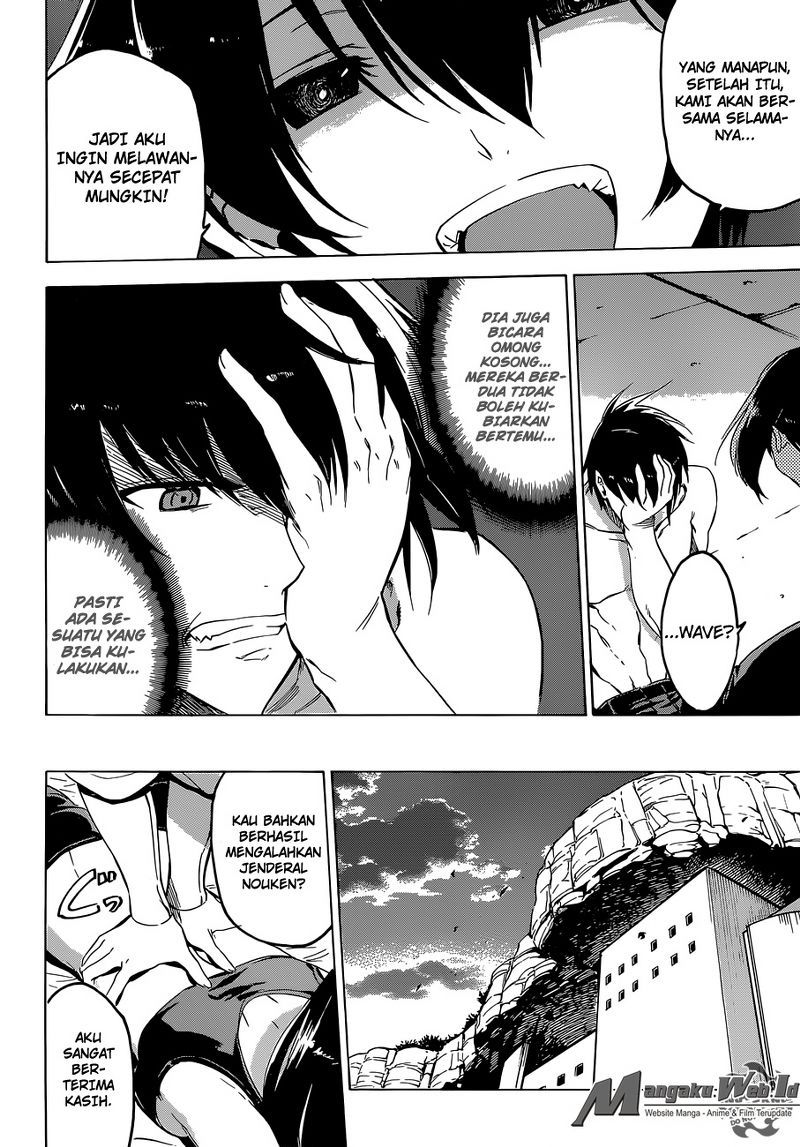 YANG MANAPUN,
SETELAH ITU,
KAMI AKAN BER-
SAMA SELAMA-
NYA...
JADI AKU
INGIN MELAWAN-
NYA SECEPAT
MUNGKIN!
DIA JUGA
BICARA
OMONG
KOSONG...
MEREKA BER-
DUA TIDAK
BOLEH KU-
BIARKAN
BERTEMU...
PASTI
ADA SE-
SUATU YANG
BISA KU-
LAKUKAN...
...WAVE?
KAU BAHKAN
BERHASIL
MENGALAHKAN
JENDERAL
NOUKEN?
AKU
SANGAT
BER-
TERIMA
KASIH.
Mangaku Web Id
Website Manga - Anime & Film Terupdate